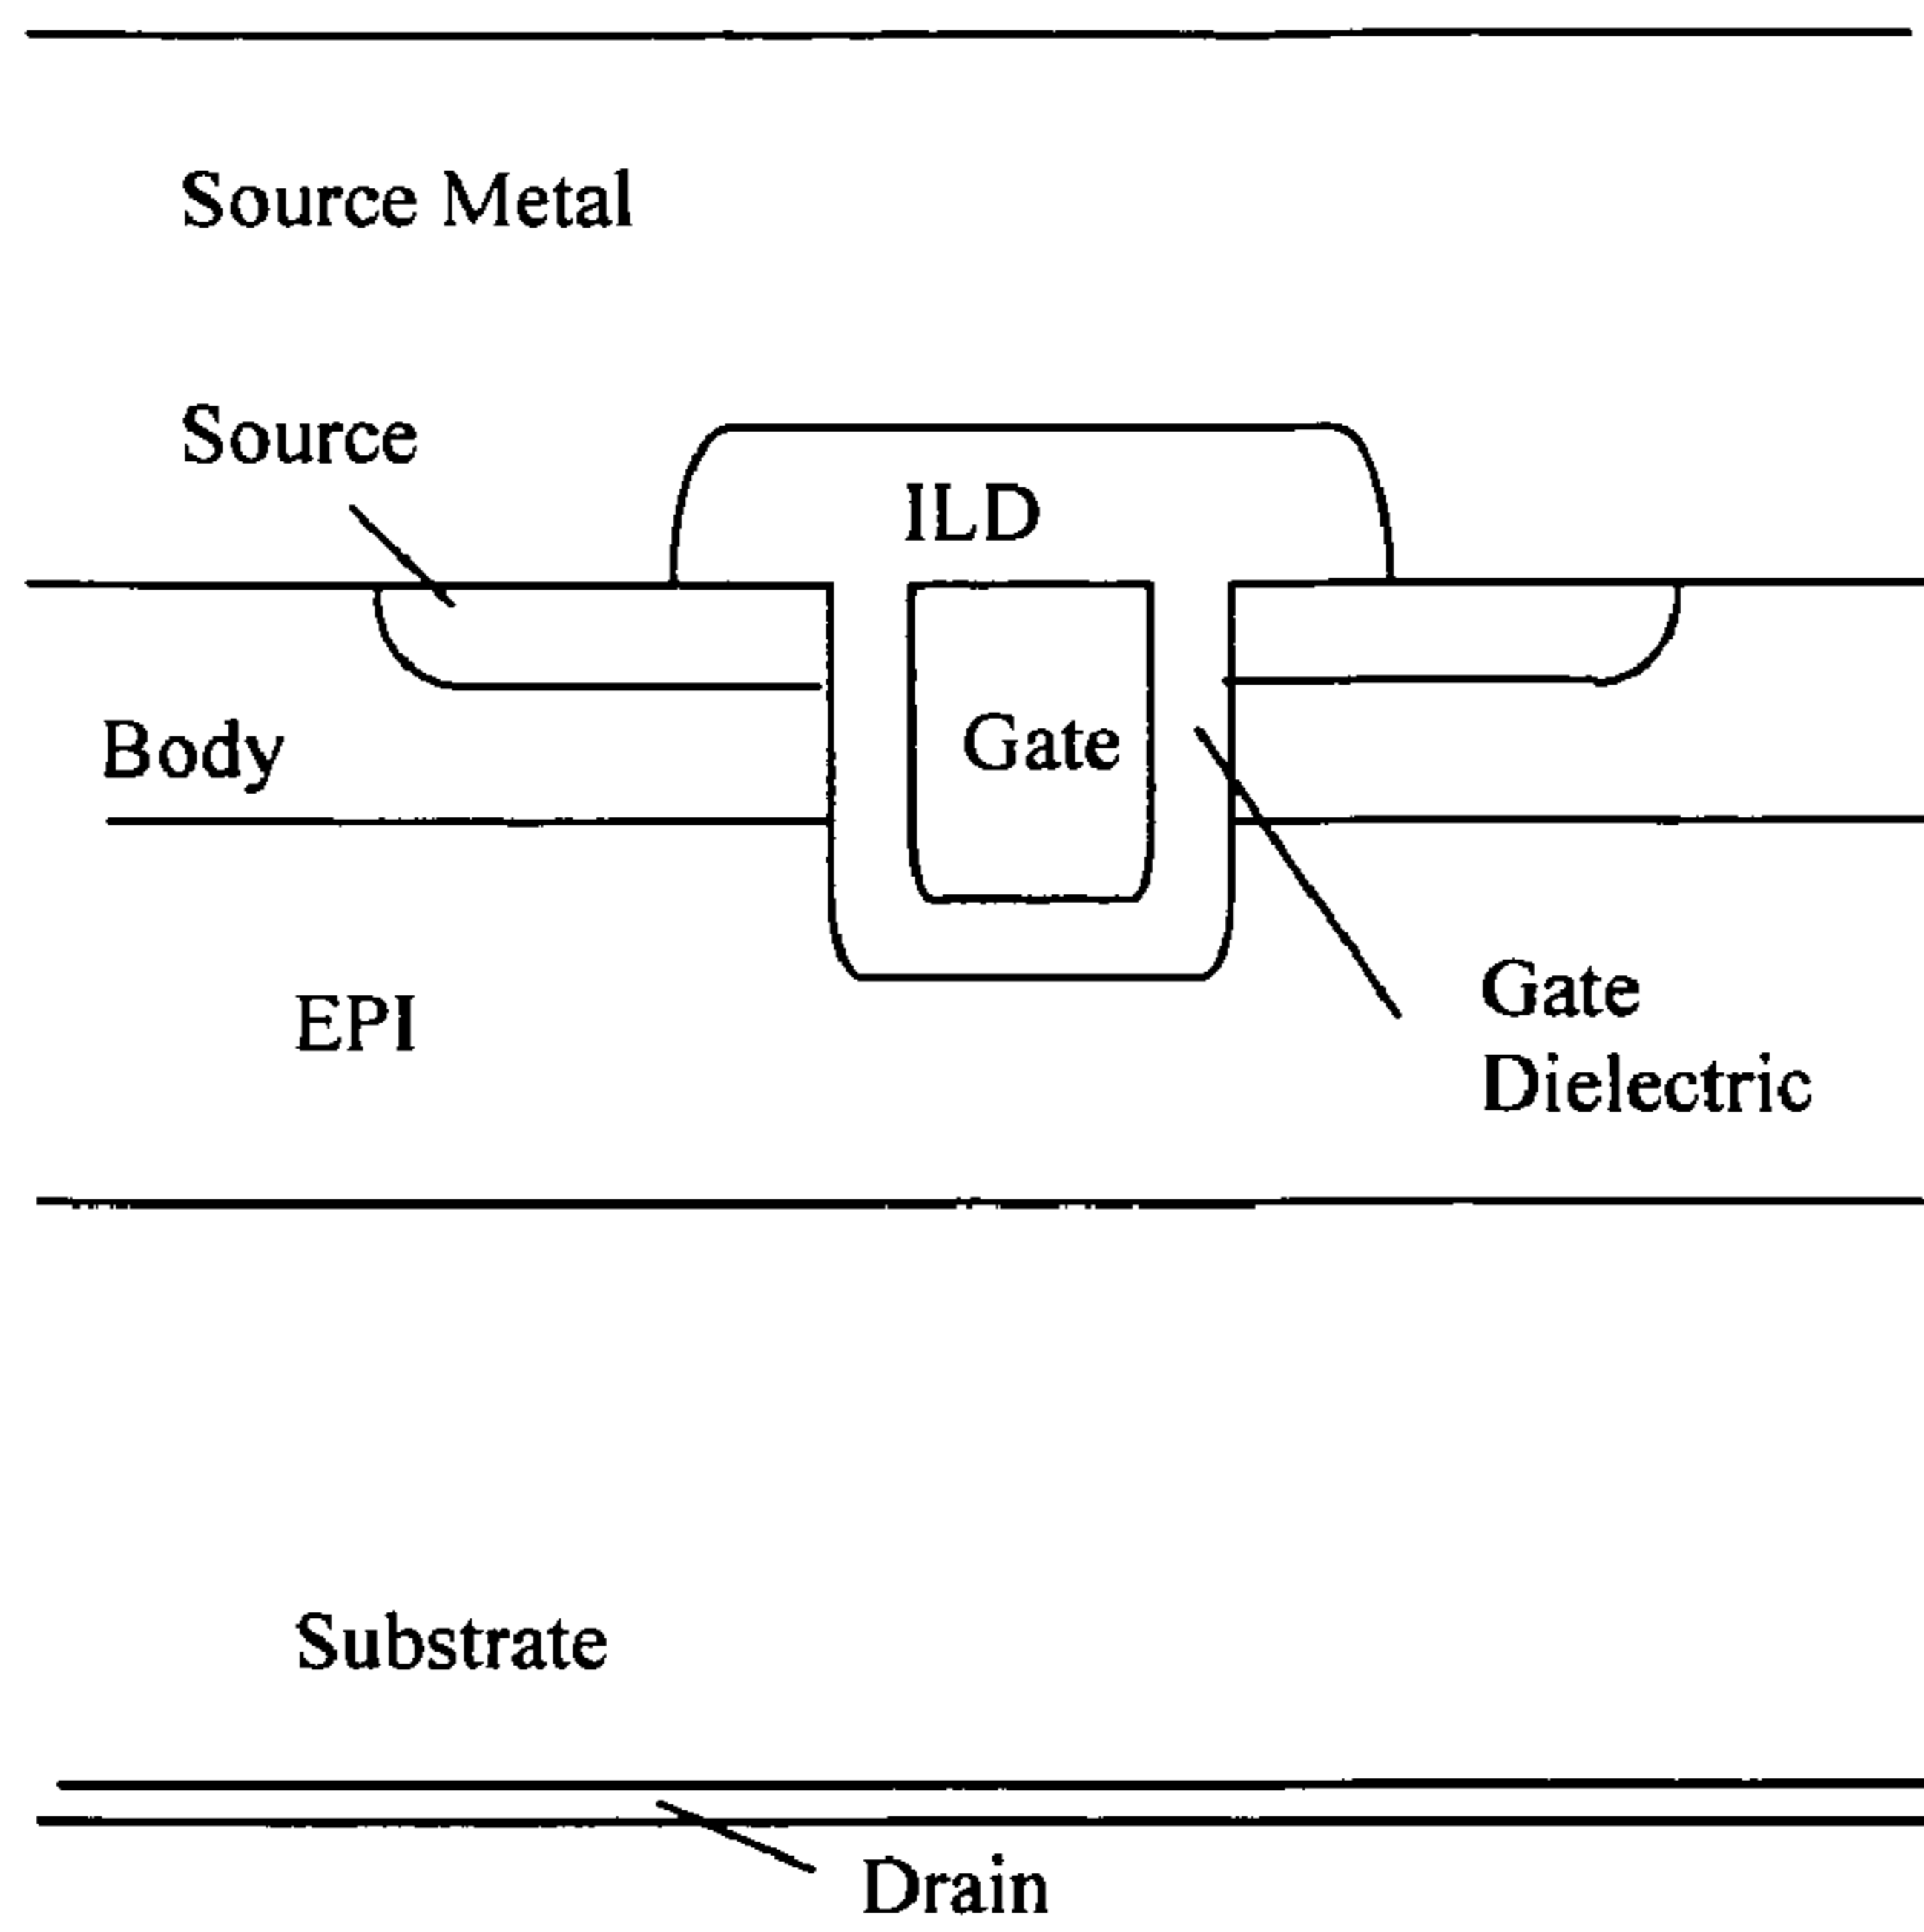 Source Metal
Source
ILD
Body
Gate
EPI
Gate
Dielectric
Substrate
Drain